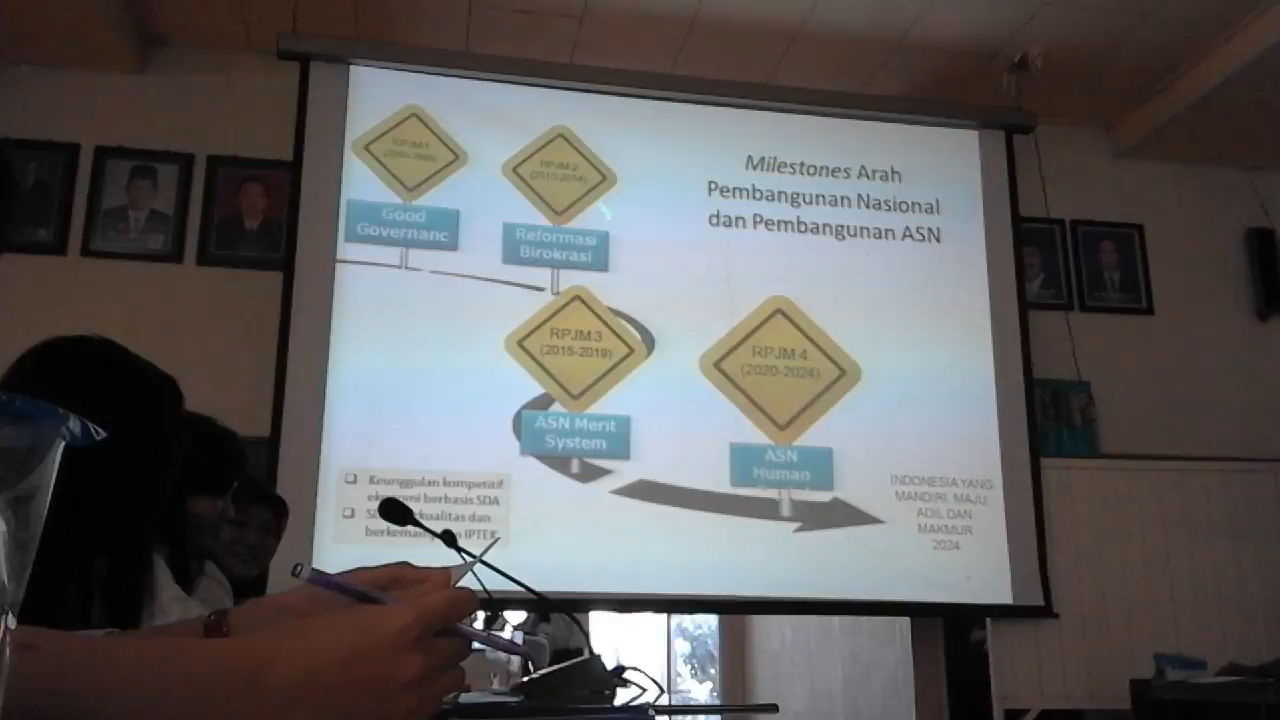 Milestones Arah
Pembangunan Nasional
dan Pembangunan ASN
RPJM 1
Good
Governanc
RPJM 2
(2010-2014)
Reformasi
Birokrasi
RPJM 3
(2015-2019)
ASN Merit
System
RPJM 4
(2020-2024)
ASN
Human
Keunggulan kompetitif
ekonomi berbasis SDA
dan
IPTEK
INDONESIA YANG
MANDIRI, MAJU,
ADIL DAN
MAKMUR
2024